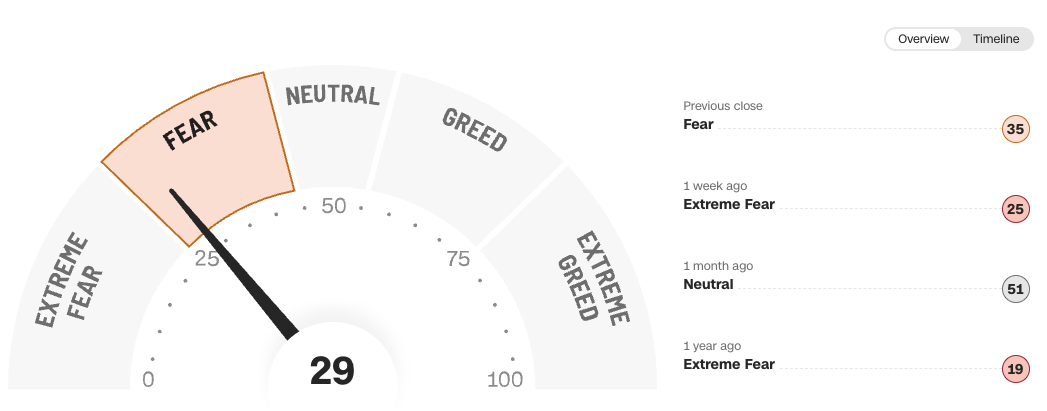 Overview
Timeline
FEAR
NEUTRAL
GREED
EXTREME
FEAR
EXTREME
GREED
0
25
50
75
100
29
Previous close
Fear
35
1 week ago
Extreme Fear
25
1 month ago
Neutral
51
1 year ago
Extreme Fear
19